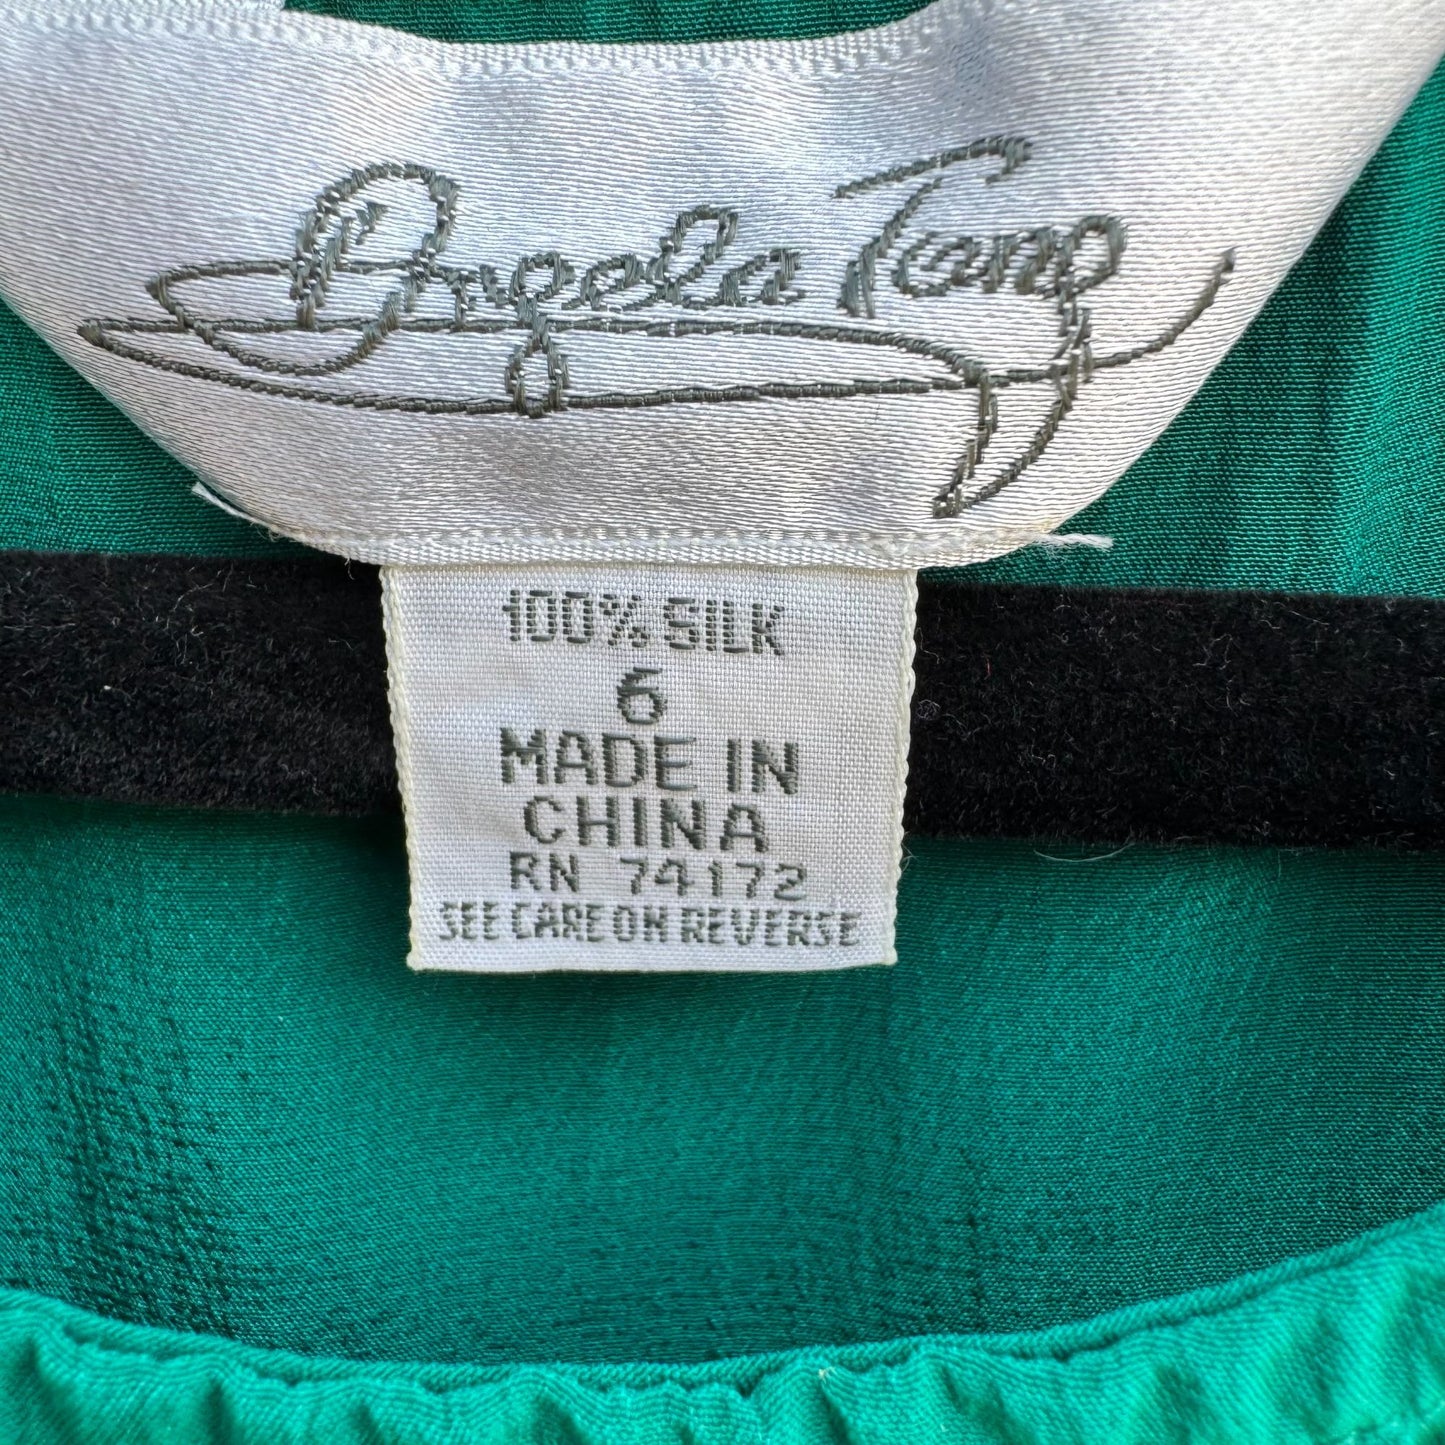 Angela Tang
100% SILK
6
MADE IN
CHINA
RN 74172
SEE CARE ON REVERSE